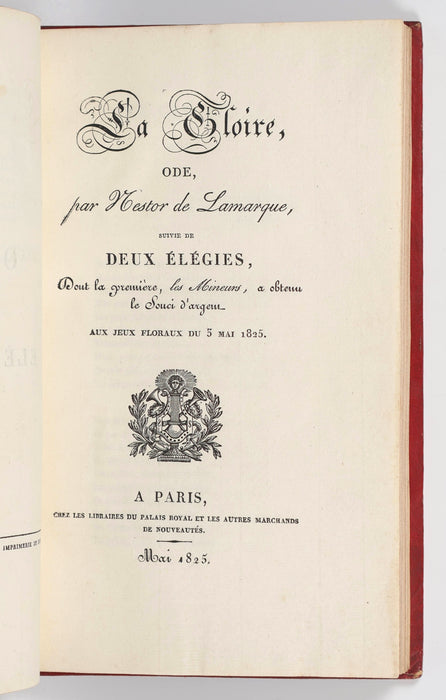 La Gloire,
ODE,
par Nestor de Lamarque,
SUIVIE DE
DEUX ÉLÉGIES,
Dont la première, les Mineurs, a obtenu
le Souci d'argent
AUX JEUX FLORAUX DU 3 MAI 1825.
A PARIS,
CHEZ LES LIBRAIRES DU PALAIS ROYAL ET LES AUTRES MARCHANDS
DE NOUVEAUTÉS.
Mai 1825.
IMPRIMERIE